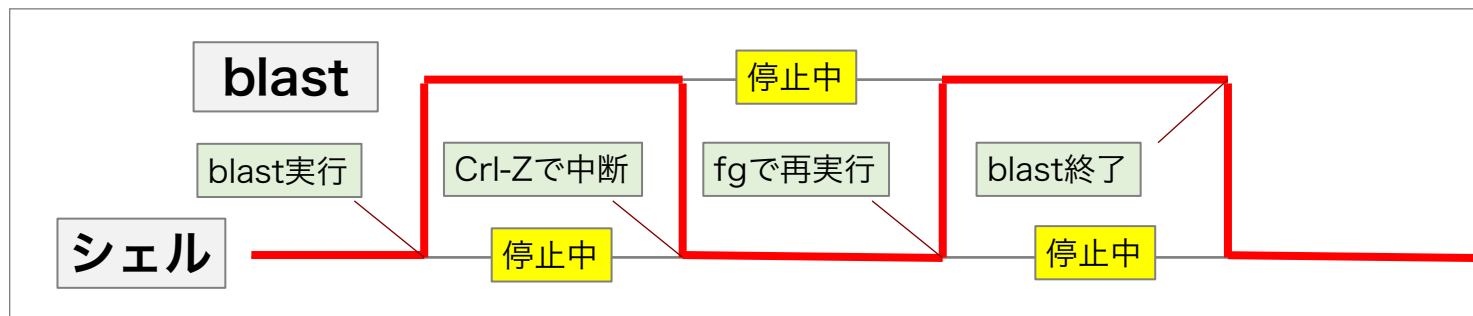 blast
停止中
blast実行
Crl-Zで中断
fgで再実行
blast終了
シェル
停止中
停止中